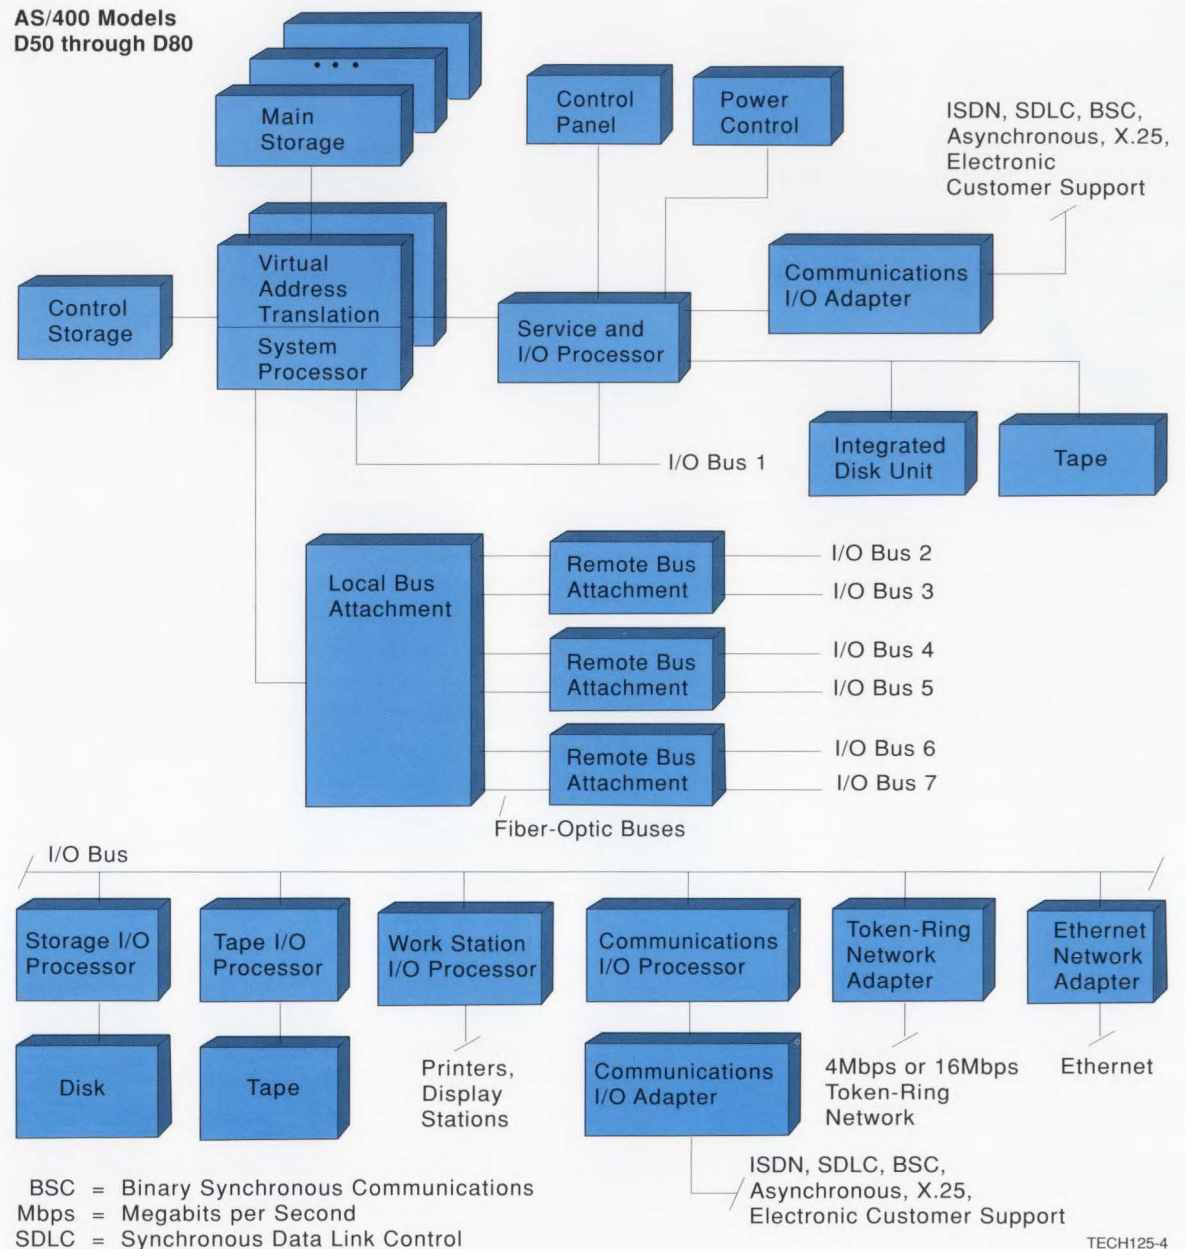 AS/400 Models
D50 through D80
• • •
Main
Storage
Control
Panel
Power
Control
ISDN, SDLC, BSC,
Asynchronous, X.25,
Electronic
Customer Support
Virtual
Address
Translation
System
Processor
Control
Storage
Service and
I/O Processor
Communications
I/O Adapter
Integrated
Disk Unit
Tape
I/O Bus 1
Local Bus
Attachment
Remote Bus
Attachment
I/O Bus 2
I/O Bus 3
Remote Bus
Attachment
I/O Bus 4
I/O Bus 5
Remote Bus
Attachment
I/O Bus 6
I/O Bus 7
Fiber-Optic Buses
I/O Bus
Storage I/O
Processor
Tape I/O
Processor
Work Station
I/O Processor
Communications
I/O Processor
Token-Ring
Network
Adapter
Ethernet
Network
Adapter
Disk
Tape
Printers,
Display
Stations
Communications
I/O Adapter
4Mbps or 16Mbps
Token-Ring
Network
Ethernet
ISDN, SDLC, BSC,
Asynchronous, X.25,
Electronic Customer Support
BSC = Binary Synchronous Communications
Mbps = Megabits per Second
SDLC = Synchronous Data Link Control
TECH125-4